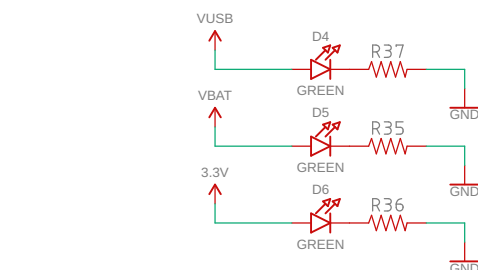 VUSB
D4
R37
GREEN
GND
VBAT
D5
R35
GREEN
GND
3.3V
D6
R36
GREEN
GND